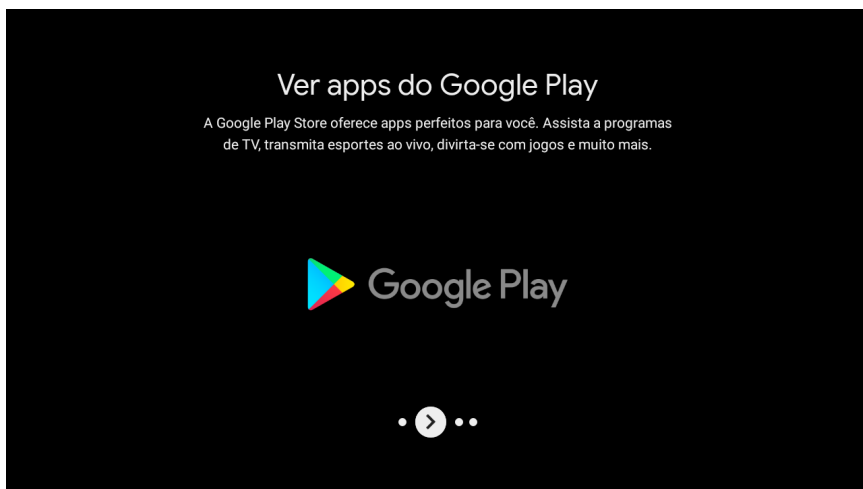 Ver apps do Google Play
A Google Play Store oferece apps perfeitos para você. Assista a programas
de TV, transmita esportes ao vivo, divirta-se com jogos e muito mais.
Google Play